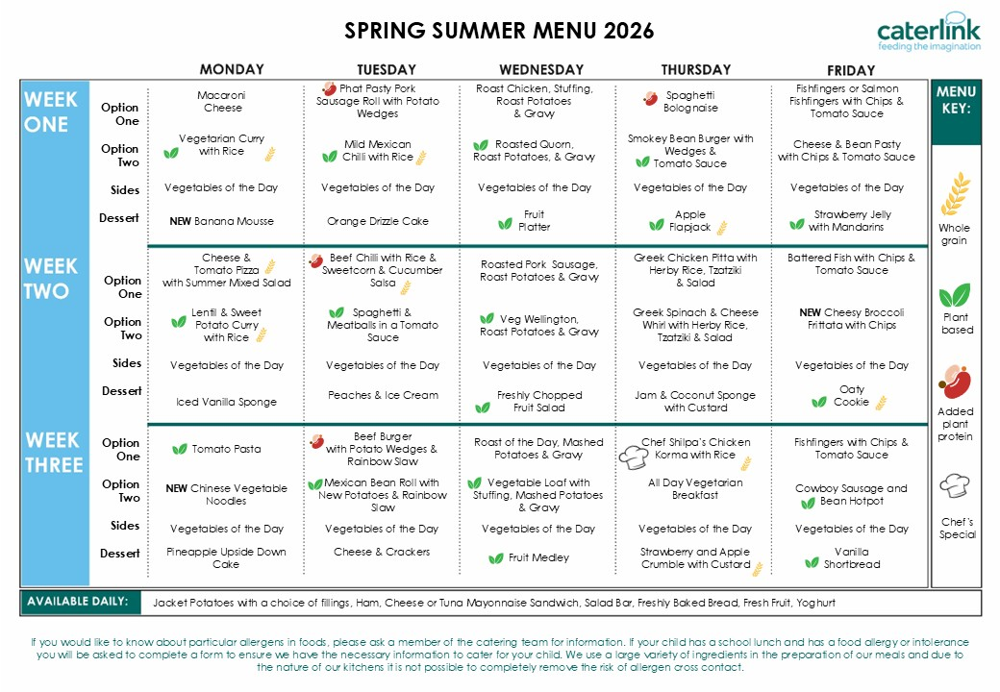 SPRING SUMMER MENU 2026
caterlink
feeding the imagination
MONDAY
TUESDAY
WEDNESDAY
THURSDAY
FRIDAY
MENU
KEY:
WEEK
ONE
Option
One
Macaroni
Cheese
Phat Pasty Pork
Sausage Roll with Potato
Wedges
Roast Chicken, Stuffing,
Roast Potatoes
& Gravy
Spaghetti
Bolognaise
Fishfingers or Salmon
Fishfingers with Chips &
Tomato Sauce
Option
Two
Vegetarian Curry
with Rice
Mild Mexican
Chilli with Rice
Roasted Quorn,
Roast Potatoes, & Gravy
Smokey Bean Burger with
Wedges &
Tomato Sauce
Cheese & Bean Pasty
with Chips & Tomato Sauce
Sides
Vegetables of the Day
Vegetables of the Day
Vegetables of the Day
Vegetables of the Day
Vegetables of the Day
Dessert
NEW Banana Mousse
Orange Drizzle Cake
Fruit
Platter
Apple
Flapjack
Strawberry Jelly
with Mandarins
WEEK
TWO
Option
One
Cheese &
Tomato Pizza
with Summer Mixed Salad
Beef Chilli with Rice &
Sweetcorn & Cucumber
Salsa
Roasted Pork Sausage,
Roast Potatoes & Gravy
Greek Chicken Pitta with
Herby Rice, Tzatziki
& Salad
Battered Fish with Chips &
Tomato Sauce
Option
Two
Lentil & Sweet
Potato Curry
with Rice
Spaghetti &
Meatballs in a Tomato
Sauce
Veg Wellington,
Roast Potatoes & Gravy
Greek Spinach & Cheese
Whirl with Herby Rice,
Tzatziki & Salad
NEW Cheesy Broccoli
Frittata with Chips
Sides
Vegetables of the Day
Vegetables of the Day
Vegetables of the Day
Vegetables of the Day
Vegetables of the Day
Dessert
Iced Vanilla Sponge
Peaches & Ice Cream
Freshly Chopped
Fruit Salad
Jam & Coconut Sponge
with Custard
Oaty
Cookie
WEEK
THREE
Option
One
Tomato Pasta
Beef Burger
with Potato Wedges &
Rainbow Slaw
Roast of the Day, Mashed
Potatoes & Gravy
Chef Shilpa's Chicken
Korma with Rice
Fishfingers with Chips &
Tomato Sauce
Option
Two
NEW Chinese Vegetable
Noodles
Mexican Bean Roll with
New Potatoes & Rainbow
Slaw
Vegetable Loaf with
Stuffing, Mashed Potatoes
& Gravy
All Day Vegetarian
Breakfast
Cowboy Sausage and
Bean Hotpot
Sides
Vegetables of the Day
Vegetables of the Day
Vegetables of the Day
Vegetables of the Day
Vegetables of the Day
Dessert
Pineapple Upside Down
Cake
Cheese & Crackers
Fruit Medley
Strawberry and Apple
Crumble with Custard
Vanilla
Shortbread
Whole
grain
Plant
based
Added
plant
protein
Chef's
Special
AVAILABLE DAILY:
Jacket Potatoes with a choice of fillings, Ham, Cheese or Tuna Mayonnaise Sandwich, Salad Bar, Freshly Baked Bread, Fresh Fruit, Yoghurt
If you would like to know about particular allergens in foods, please ask a member of the catering team for information. If your child has a school lunch and has a food allergy or intolerance
you will be asked to complete a form to ensure we have the necessary information to cater for your child. We use a large variety of ingredients in the preparation of our meals and due to
the nature of our kitchens it is not possible to completely remove the risk of allergen cross contact.